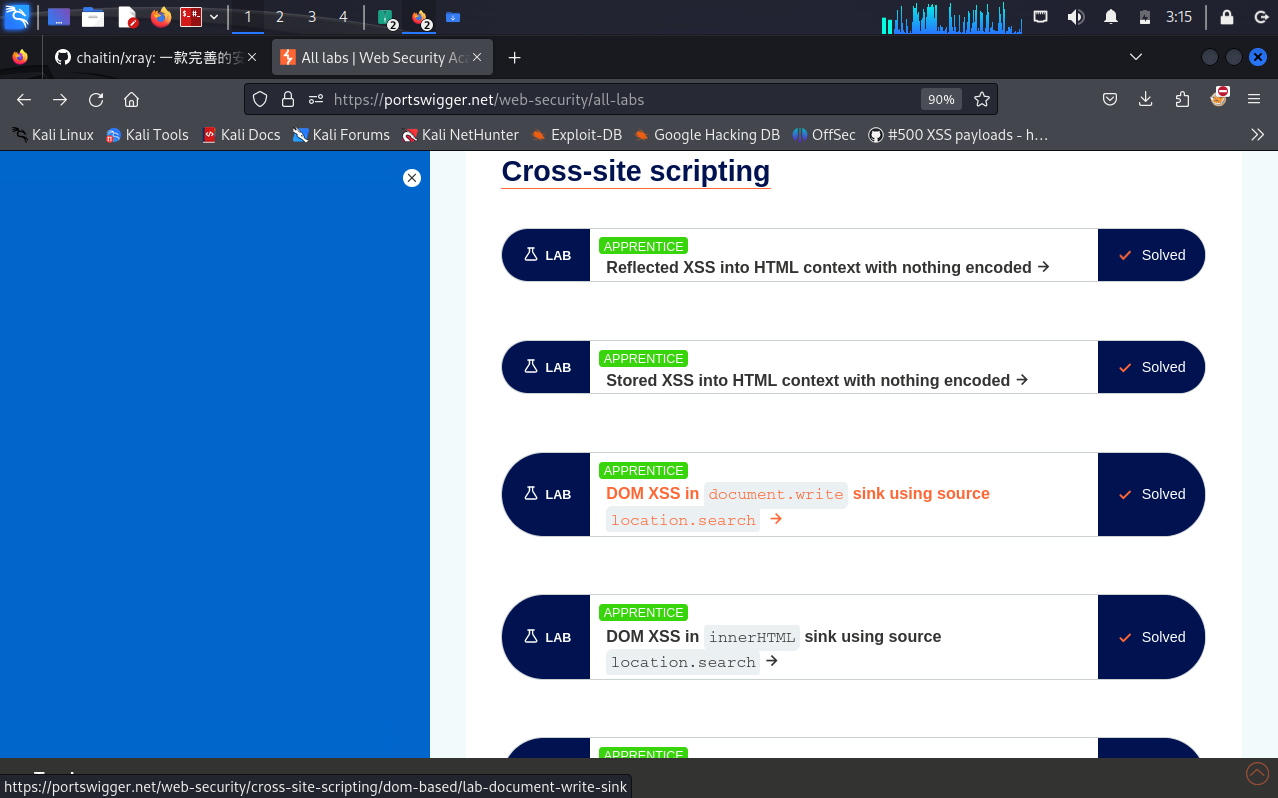 1 2 3 4 2 2 3:15
chaitin/xray: 一款完善的安 All labs | Web Security Aca
https://portswigger.net/web-security/all-labs 90%
Kali Linux Kali Tools Kali Docs Kali Forums Kali NetHunter Exploit-DB Google Hacking DB OffSec #500 XSS payloads - h…
Cross-site scripting
LAB APPRENTICE Solved
Reflected XSS into HTML context with nothing encoded
LAB APPRENTICE Solved
Stored XSS into HTML context with nothing encoded
APPRENTICE
LAB DOM XSS in document.write sink using source Solved
location.search
APPRENTICE
LAB DOM XSS in innerHTML sink using source Solved
location.search
APPRENTICE
https://portswigger.net/web-security/cross-site-scripting/dom-based/lab-document-write-sink